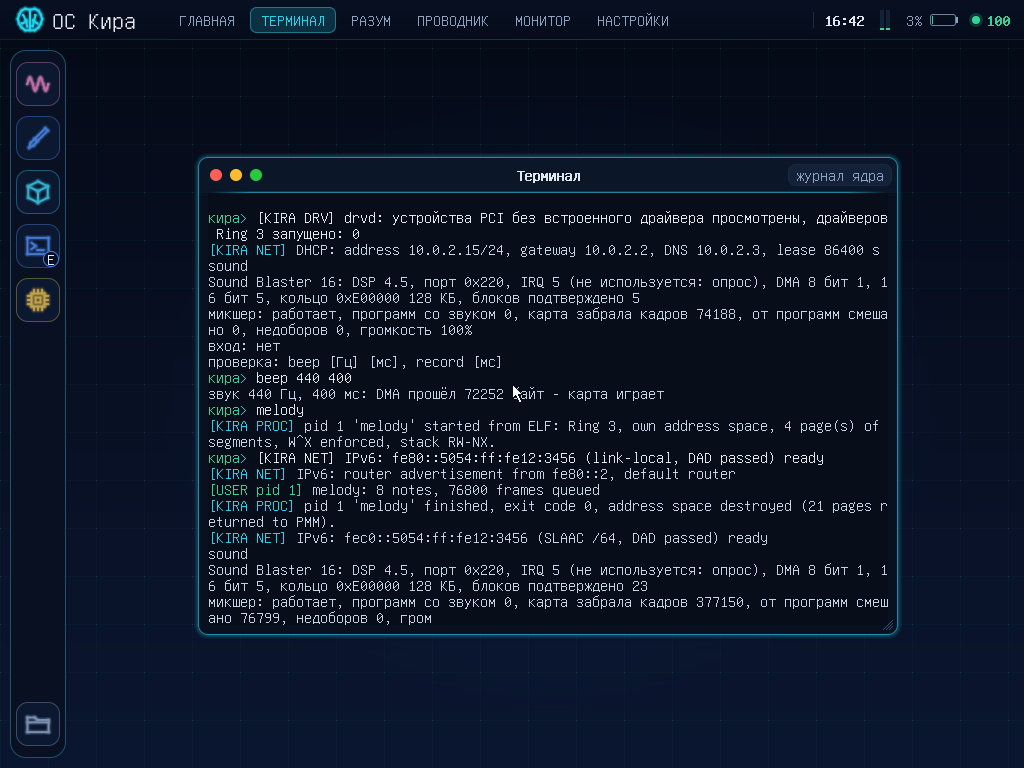 ОС Кира ГЛАВНАЯ ТЕРМИНАЛ РАЗУМ ПРОВОДНИК МОНИТОР НАСТРОЙКИ 16:42 3% 100
Терминал журнал ядра
кира> [KIRA DRV] drvd: устройства PCI без встроенного драйвера просмотрены, драйверов
Ring 3 запущено: 0
[KIRA NET] DHCP: address 10.0.2.15/24, gateway 10.0.2.2, DNS 10.0.2.3, lease 86400 s
sound
Sound Blaster 16: DSP 4.5, порт 0x220, IRQ 5 (не используется: опрос), DMA 8 бит 1, 1
6 бит 5, кольцо 0xE00000 128 КБ, блоков подтверждено 5
микшер: работает, программ со звуком 0, карта забрала кадров 74188, от программ смеша
но 0, недоборов 0, громкость 100%
вход: нет
проверка: beep [Гц] [мс], record [мс]
кира> beep 440 400
звук 440 Гц, 400 мс: DMA прошёл 72252 байт - карта играет
кира> melody
[KIRA PROC] pid 1 'melody' started from ELF: Ring 3, own address space, 4 page(s) of
segments, W^X enforced, stack RW-NX.
кира> [KIRA NET] IPv6: fe80::5054:ff:fe12:3456 (link-local, DAD passed) ready
[KIRA NET] IPv6: router advertisement from fe80::2, default router
[USER pid 1] melody: 8 notes, 76800 frames queued
[KIRA PROC] pid 1 'melody' finished, exit code 0, address space destroyed (21 pages r
eturned to PMM).
[KIRA NET] IPv6: fec0::5054:ff:fe12:3456 (SLAAC /64, DAD passed) ready
sound
Sound Blaster 16: DSP 4.5, порт 0x220, IRQ 5 (не используется: опрос), DMA 8 бит 1, 1
6 бит 5, кольцо 0xE00000 128 КБ, блоков подтверждено 23
микшер: работает, программ со звуком 0, карта забрала кадров 377150, от программ смеш
ано 76799, недоборов 0, гром
E